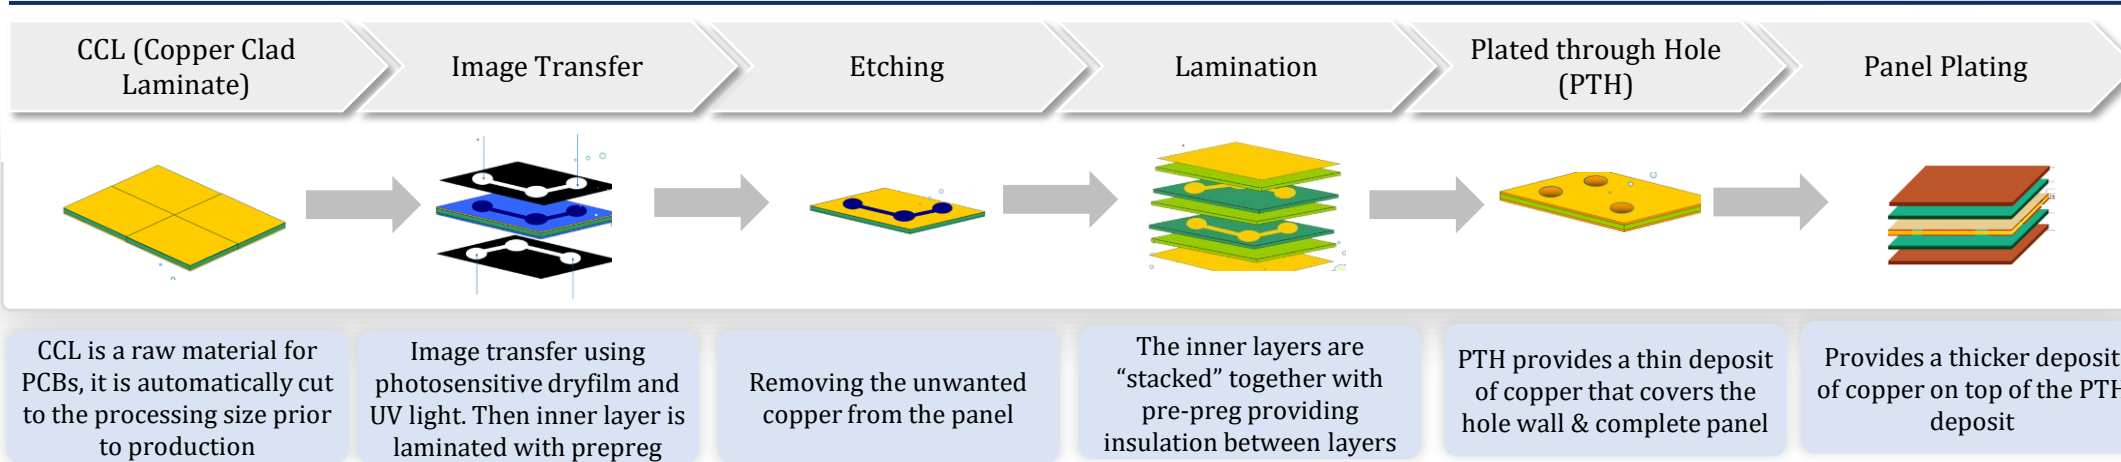 CCL (Copper Clad
Laminate)
Image Transfer
Etching
Lamination
Plated through Hole
(PTH)
Panel Plating
CCL is a raw material for
PCBs, it is automatically cut
to the processing size prior
to production
Image transfer using
photosensitive dryfilm and
UV light. Then inner layer is
laminated with prepreg
Removing the unwanted
copper from the panel
The inner layers are
“stacked” together with
pre-preg providing
insulation between layers
PTH provides a thin deposit
of copper that covers the
hole wall & complete panel
Provides a thicker deposit
of copper on top of the PTH
deposit